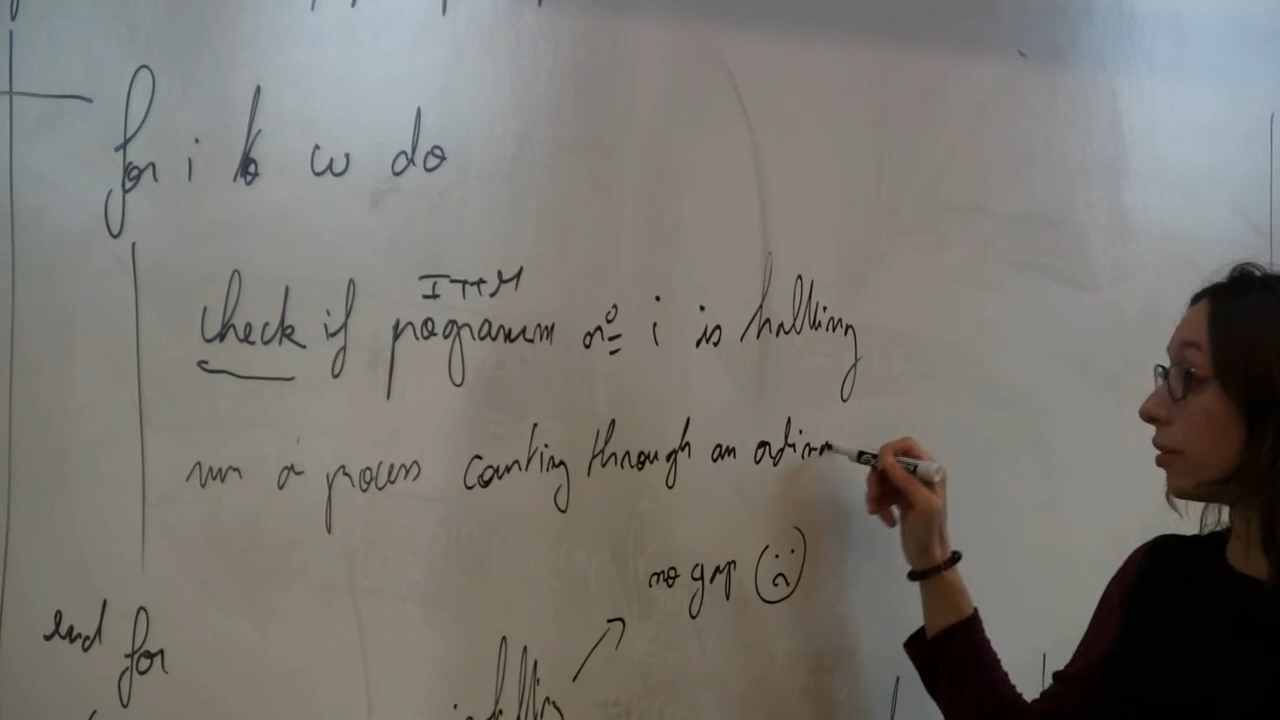 for i to ω do
check if ITTM program n° i is halting
run a process counting through an ordin
no gap
end for
halting